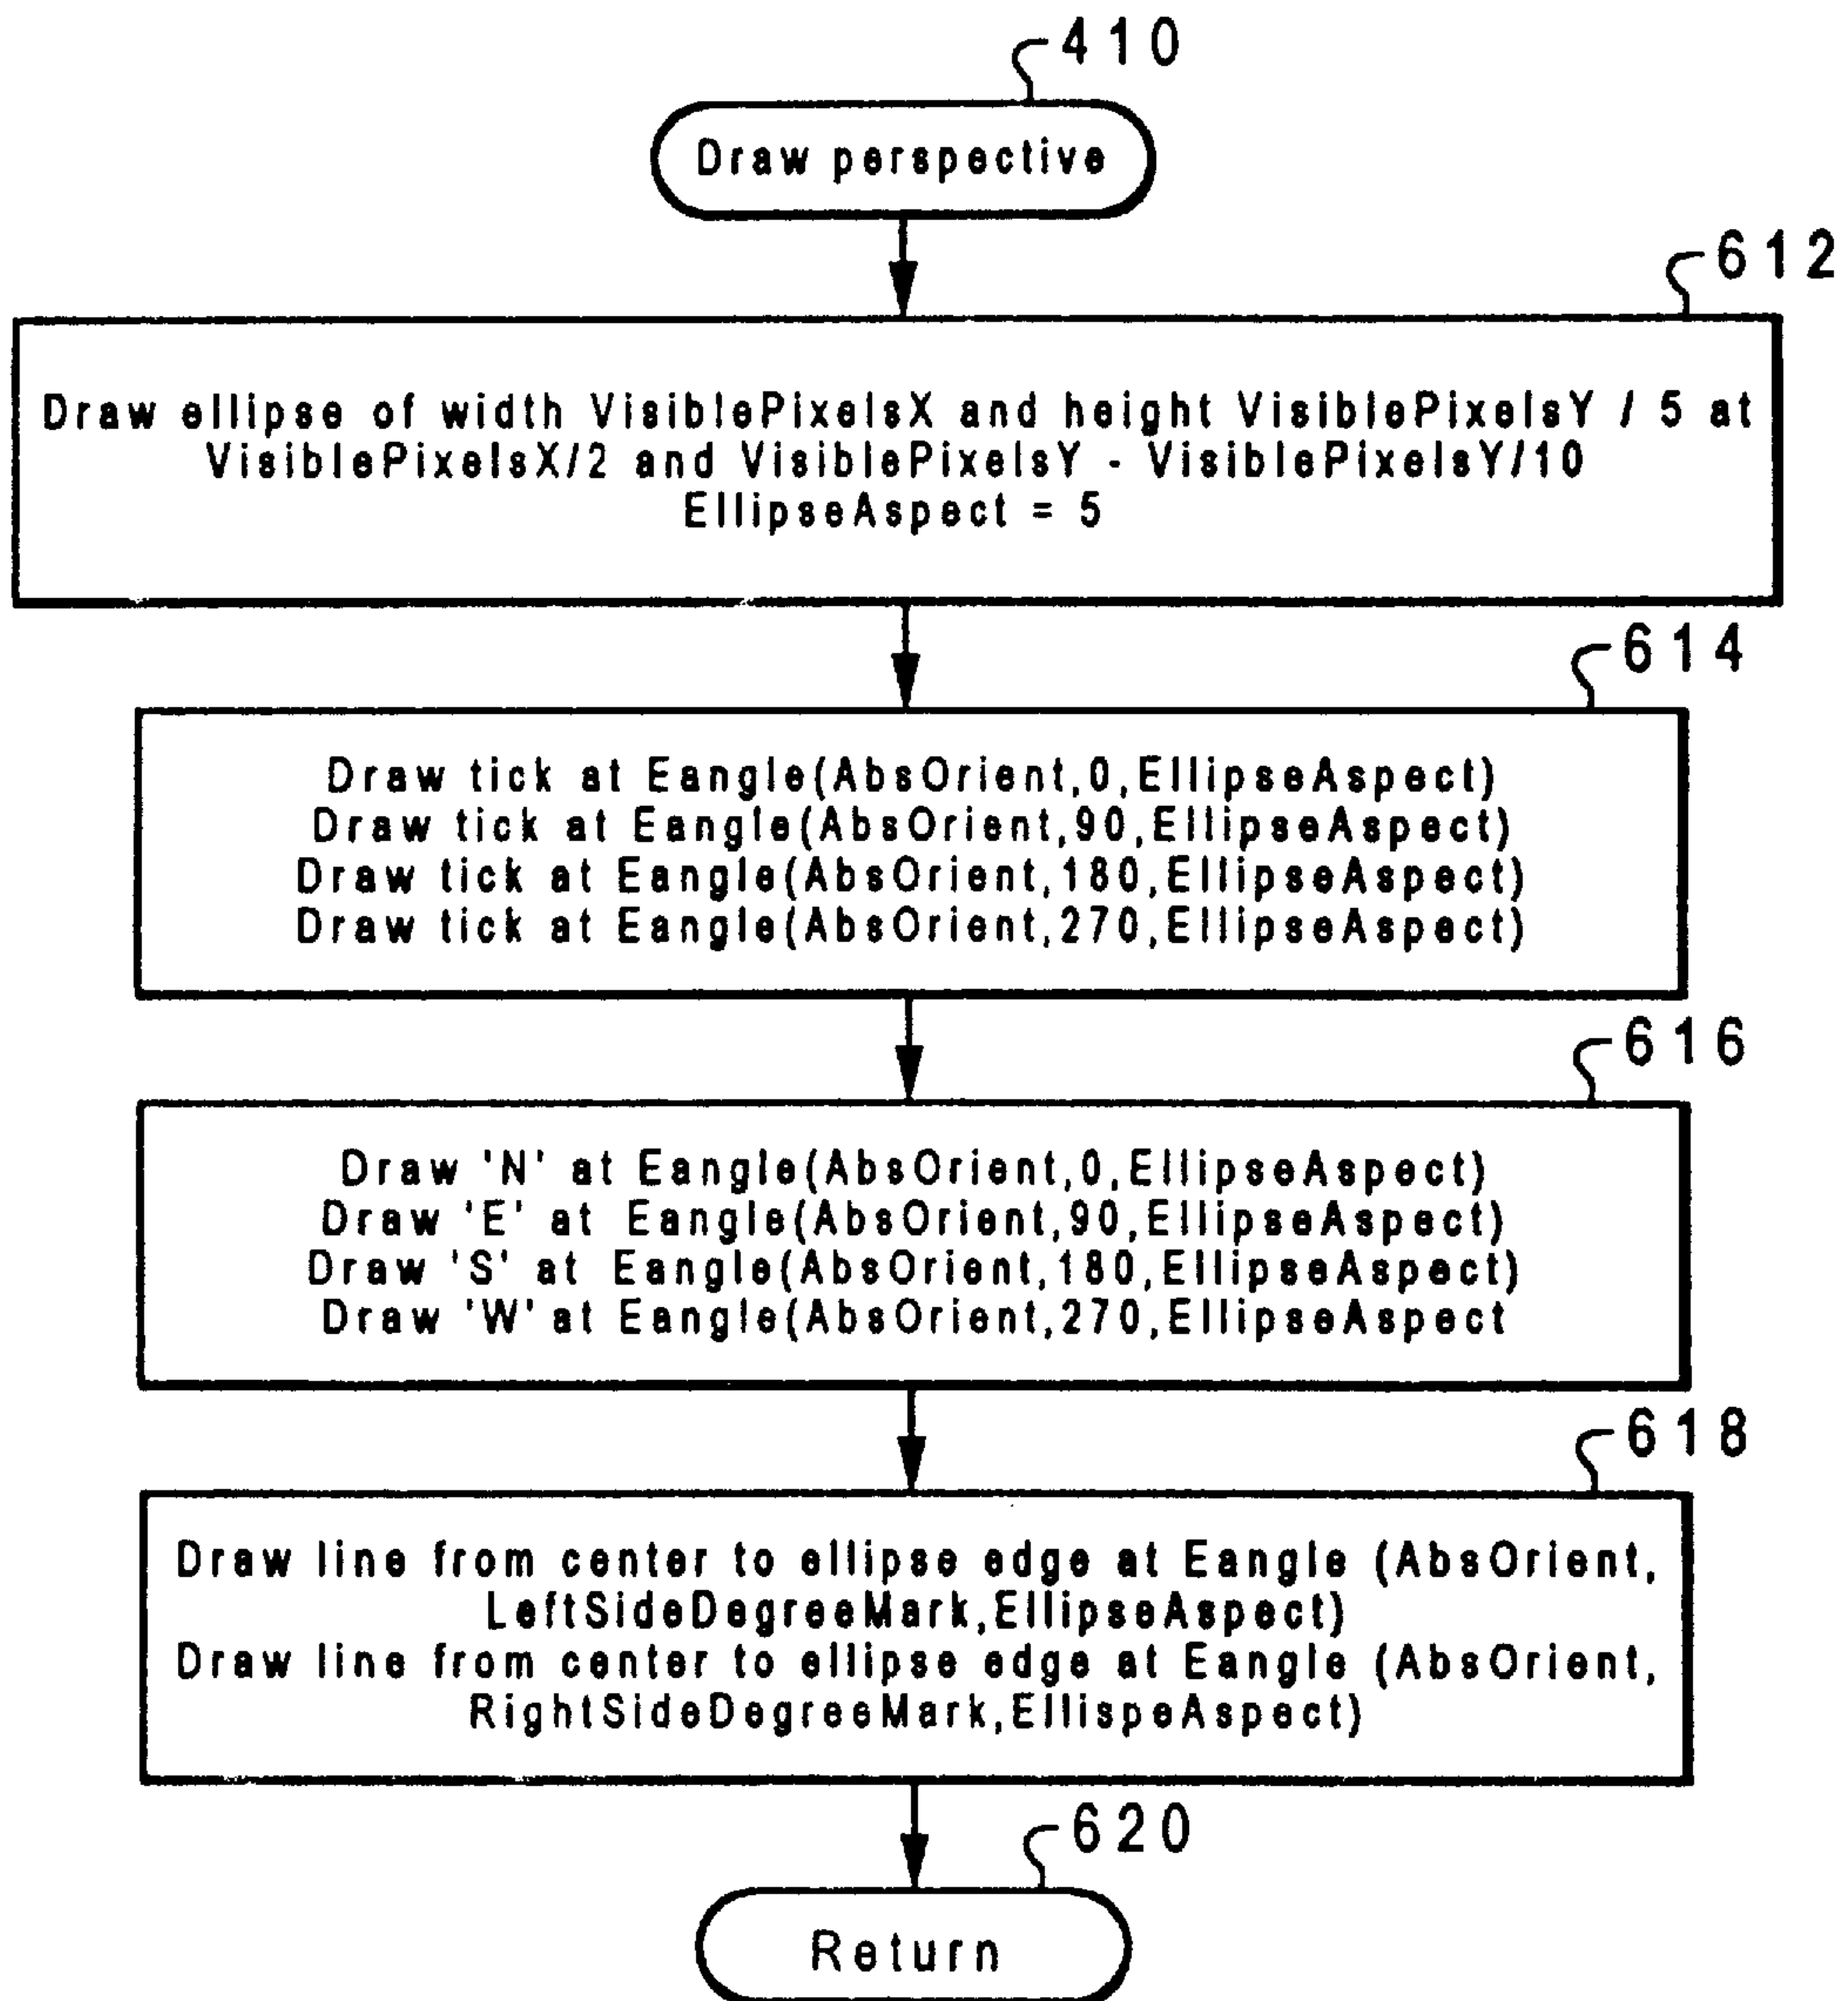 410
Draw perspective
612
Draw ellipse of width VisiblePixelsX and height VisiblePixelsY / 5 at
VisiblePixelsX/2 and VisiblePixelsY - VisiblePixelsY/10
EllipseAspect = 5
614
Draw tick at Eangle(AbsOrient,0,EllipseAspect)
Draw tick at Eangle(AbsOrient,90,EllipseAspect)
Draw tick at Eangle(AbsOrient,180,EllipseAspect)
Draw tick at Eangle(AbsOrient,270,EllipseAspect)
616
Draw 'N' at Eangle(AbsOrient,0,EllipseAspect)
Draw 'E' at Eangle(AbsOrient,90,EllipseAspect)
Draw 'S' at Eangle(AbsOrient,180,EllipseAspect)
Draw 'W' at Eangle(AbsOrient,270,EllipseAspect
618
Draw line from center to ellipse edge at Eangle (AbsOrient,
LeftSideDegreeMark,EllipseAspect)
Draw line from center to ellipse edge at Eangle (AbsOrient,
RightSideDegreeMark,EllispeAspect)
620
Return